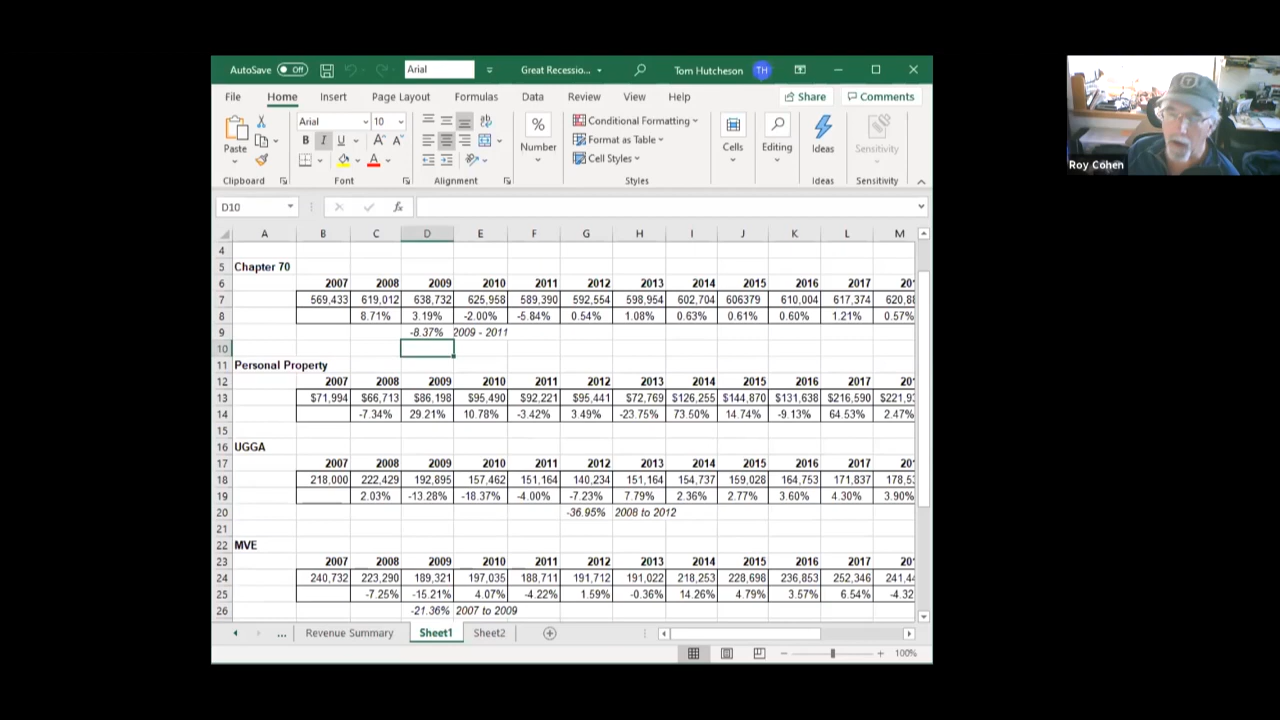 AutoSave Off Arial Great Recessio... Tom Hutcheson TH
File Home Insert Page Layout Formulas Data Review View Help Share Comments
Paste Arial 10 B I U A A % Number Conditional Formatting Format as Table Cell Styles Cells Editing Ideas Sensitivity
Clipboard Font Alignment Styles Ideas Sensitivity
D10 fx
A B C D E F G H I J K L M
4
5 Chapter 70
6 2007 2008 2009 2010 2011 2012 2013 2014 2015 2016 2017 20
7 569,433 619,012 638,732 625,958 589,390 592,554 598,954 602,704 606379 610,004 617,374 620,8
8 8.71% 3.19% -2.00% -5.84% 0.54% 1.08% 0.63% 0.61% 0.60% 1.21% 0.57%
9 -8.37% 2009 - 2011
10
11 Personal Property
12 2007 2008 2009 2010 2011 2012 2013 2014 2015 2016 2017 20
13 $71,994 $66,713 $86,198 $95,490 $92,221 $95,441 $72,769 $126,255 $144,870 $131,638 $216,590 $221,9
14 -7.34% 29.21% 10.78% -3.42% 3.49% -23.75% 73.50% 14.74% -9.13% 64.53% 2.47%
15
16 UGGA
17 2007 2008 2009 2010 2011 2012 2013 2014 2015 2016 2017 20
18 218,000 222,429 192,895 157,462 151,164 140,234 151,164 154,737 159,028 164,753 171,837 178,5
19 2.03% -13.28% -18.37% -4.00% -7.23% 7.79% 2.36% 2.77% 3.60% 4.30% 3.90%
20 -36.95% 2008 to 2012
21
22 MVE
23 2007 2008 2009 2010 2011 2012 2013 2014 2015 2016 2017 20
24 240,732 223,290 189,321 197,035 188,711 191,712 191,022 218,253 228,698 236,853 252,346 241,4
25 -7.25% -15.21% 4.07% -4.22% 1.59% -0.36% 14.26% 4.79% 3.57% 6.54% -4.32
26 -21.36% 2007 to 2009
... Revenue Summary Sheet1 Sheet2
100%
Roy Cohen